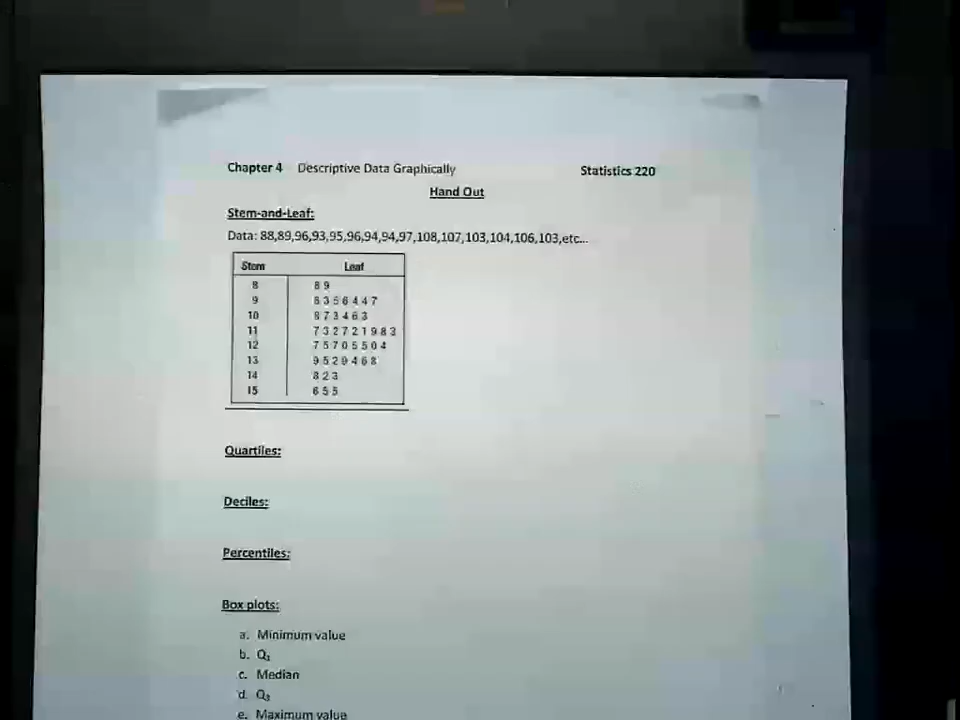 Chapter 4 Descriptive Data Graphically Statistics 220
Hand Out
Stem-and-Leaf:
Data: 88,89,96,93,95,96,94,94,97,108,107,103,104,106,103,etc...
Stem Leaf
8 8 9
9 6 3 5 6 4 4 7
10 8 7 3 4 6 3
11 7 3 2 7 2 1 9 8 3
12 7 5 7 0 5 5 0 4
13 9 5 2 9 4 6 8
14 8 2 3
15 6 5 5
Quartiles:
Deciles:
Percentiles:
Box plots:
a. Minimum value
b. Q1
c. Median
d. Q3
e. Maximum value